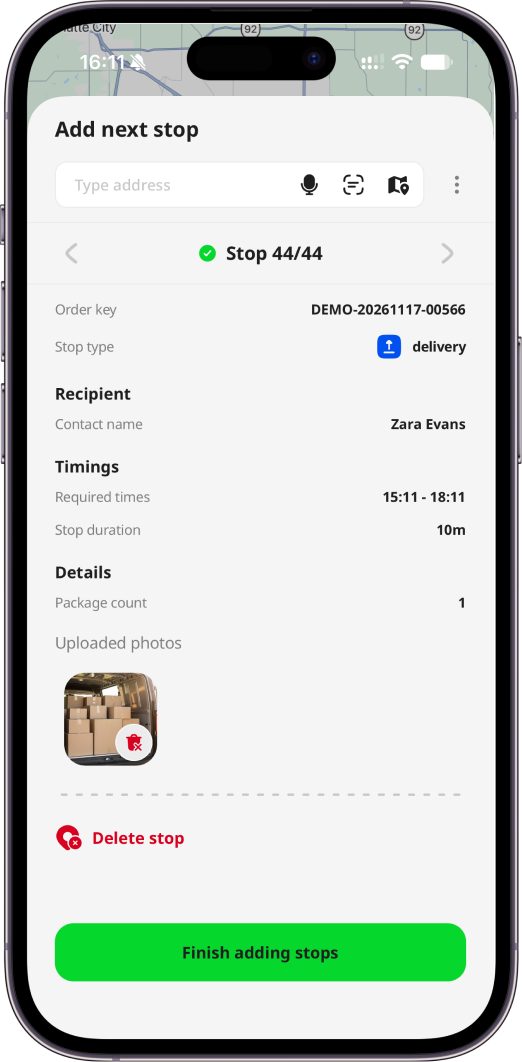 92
92
16:11
Add next stop
Type address
Stop 44/44
Order key DEMO-20261117-00566
Stop type delivery
Recipient
Contact name Zara Evans
Timings
Required times 15:11 - 18:11
Stop duration 10m
Details
Package count 1
Uploaded photos
Delete stop
Finish adding stops